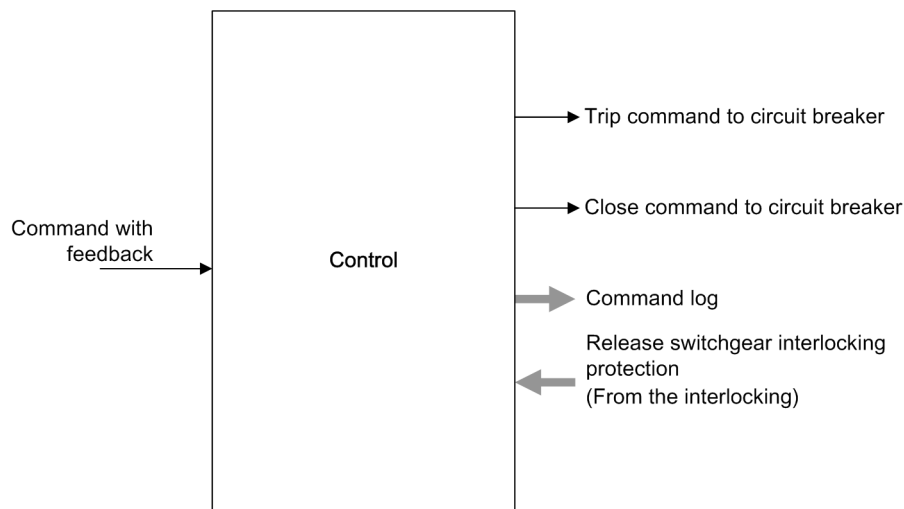 Trip command to circuit breaker
Close command to circuit breaker
Command with
feedback
Control
Command log
Release switchgear interlocking
protection
(From the interlocking)